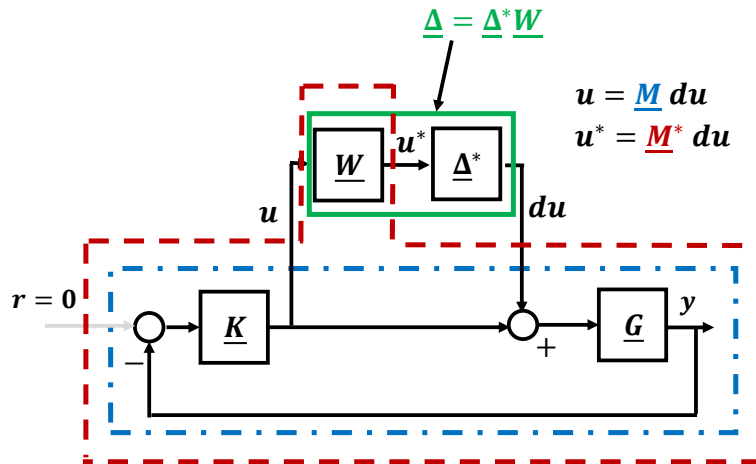 Δ = Δ*W
u = M du
u* = M* du
W
u*
Δ*
u
du
r = 0
K
−
+
G
y